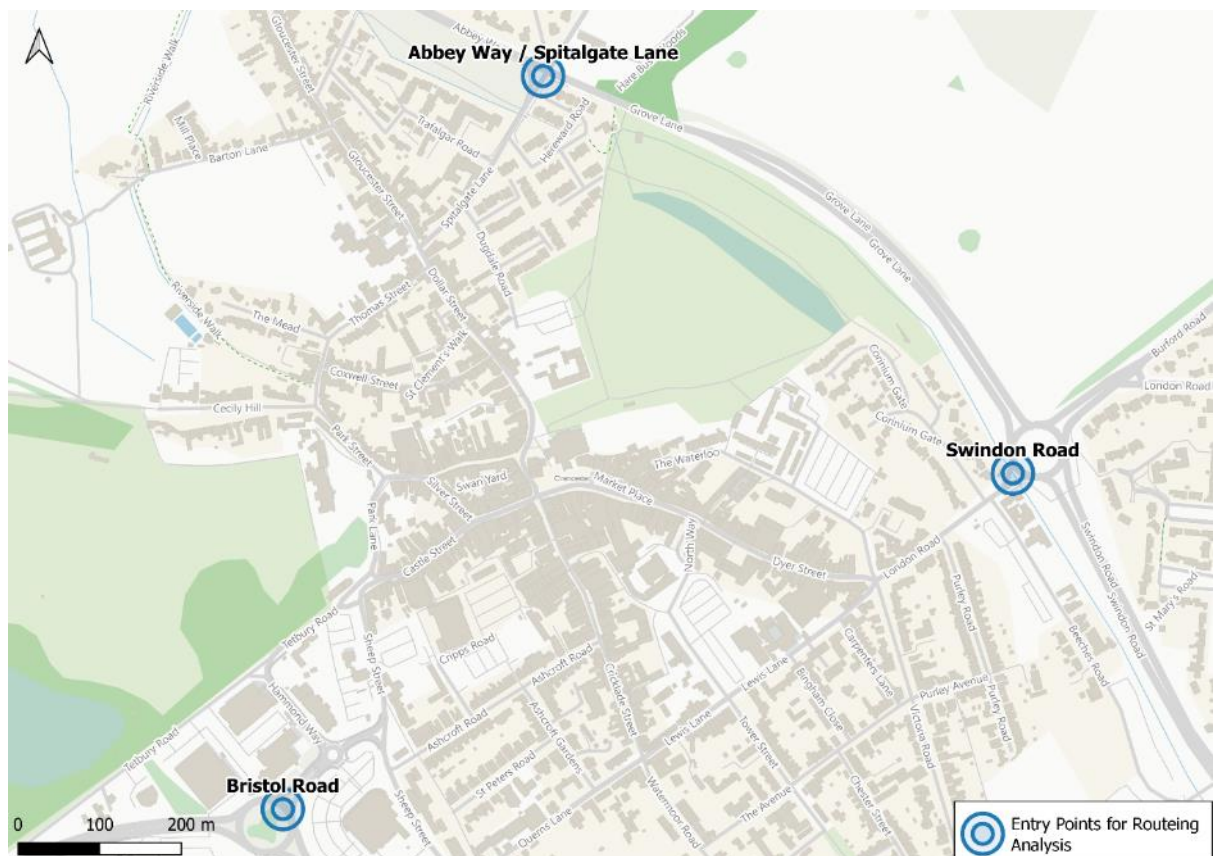 Abbey Way / Spitalgate Lane
Gloucester Street
Riverside Walk
Hare Bushes Woods
Mill Place
Barton Lane
Trafalgar Road
Hereward Road
Grove Lane
Gloucester Street
Spitalgate Lane
Dugdale Road
Grove Lane
Grove Lane
Riverside Walk
Dollar Street
Thomas Street
The Mead
St Clement's Walk
Coxwell Street
Cecily Hill
Corinium Gate
Corinium Gate
Burford Road
London Road
Park Street
Swan Yard
Silver Street
Cirencester
Market Place
The Waterloo
Swindon Road
Park Lane
Castle Street
North Way
Dyer Street
London Road
Swindon Road
Swindon Road
St Mary's Road
Tetbury Road
Sheep Street
Cripps Road
Ashcroft Road
Cricklade Street
Lewis Lane
Carpenters Lane
Purley Road
Beeches Road
Hammond Way
Ashcroft Road
Ashcroft Gardens
Lewis Lane
Bingham Close
Purley Avenue
Purley Road
Victoria Road
Tetbury Road
Bristol Road
St Peters Road
Tower Street
Sheep Street
Querns Lane
Watermoor Road
The Avenue
Chester Street
0 100 200 m
Entry Points for Routeing
Analysis